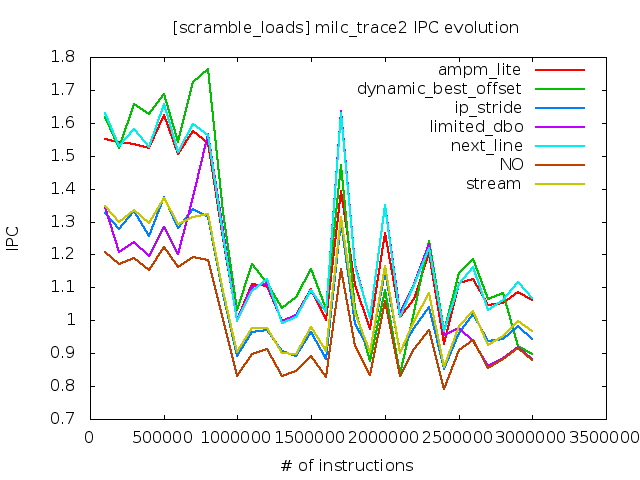 [scramble_loads] milc_trace2 IPC evolution
1.8
1.7
1.6
1.5
1.4
1.3
1.2
1.1
1
0.9
0.8
0.7
IPC
ampm_lite
dynamic_best_offset
ip_stride
limited_dbo
next_line
NO
stream
0 500000 1000000 1500000 2000000 2500000 3000000 3500000
# of instructions